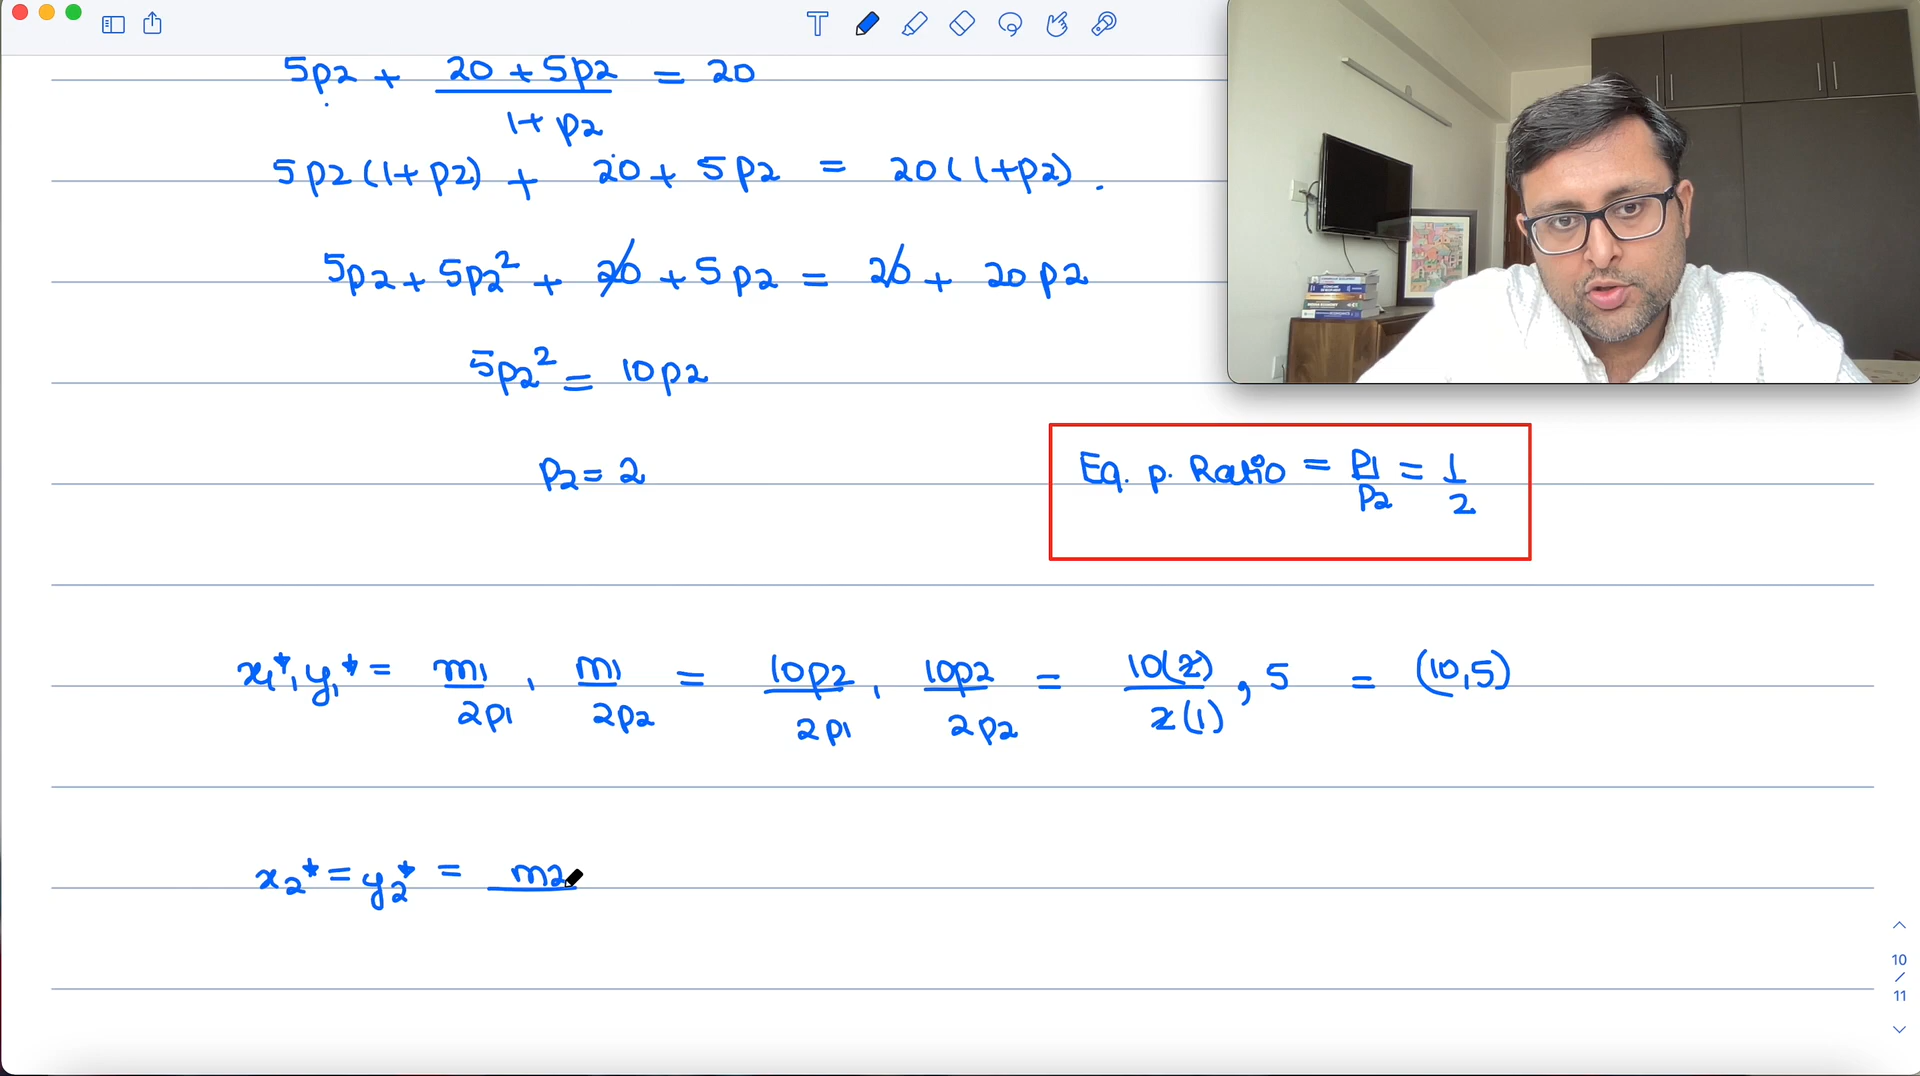 5p2 + (20 + 5p2)/(1 + p2) = 20
5p2(1 + p2) + 20 + 5p2 = 20(1+p2).
5p2 + 5p2² + 20 + 5p2 = 20 + 20p2
5p2² = 10p2
p2 = 2
Eq. p. Ratio = p1/p2 = 1/2
x1*, y1* = m1/2p1, m1/2p2 = 10p2/2p1, 10p2/2p2 = 10(2)/2(1), 5 = (10,5)
x2* = y2* = m2
10
/
11